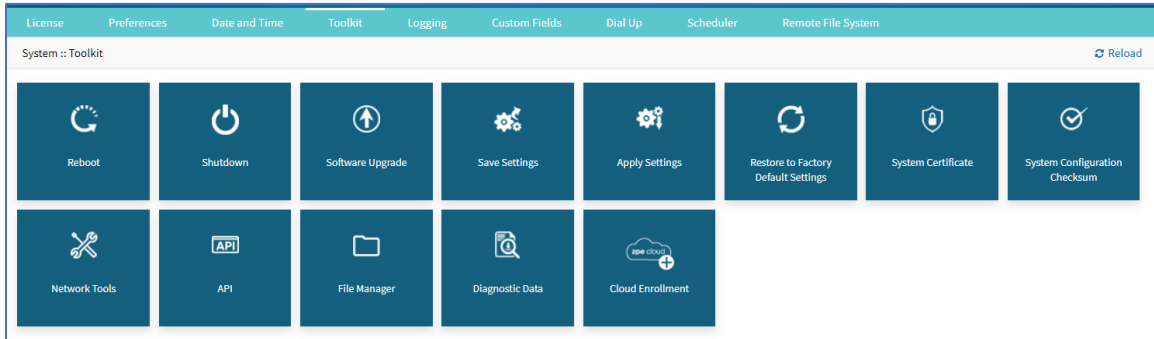 License Preferences Date and Time Toolkit Logging Custom Fields Dial Up Scheduler Remote File System
System :: Toolkit Reload
Reboot Shutdown Software Upgrade Save Settings Apply Settings Restore to Factory Default Settings System Certificate System Configuration Checksum
API zpe cloud
Network Tools API File Manager Diagnostic Data Cloud Enrollment